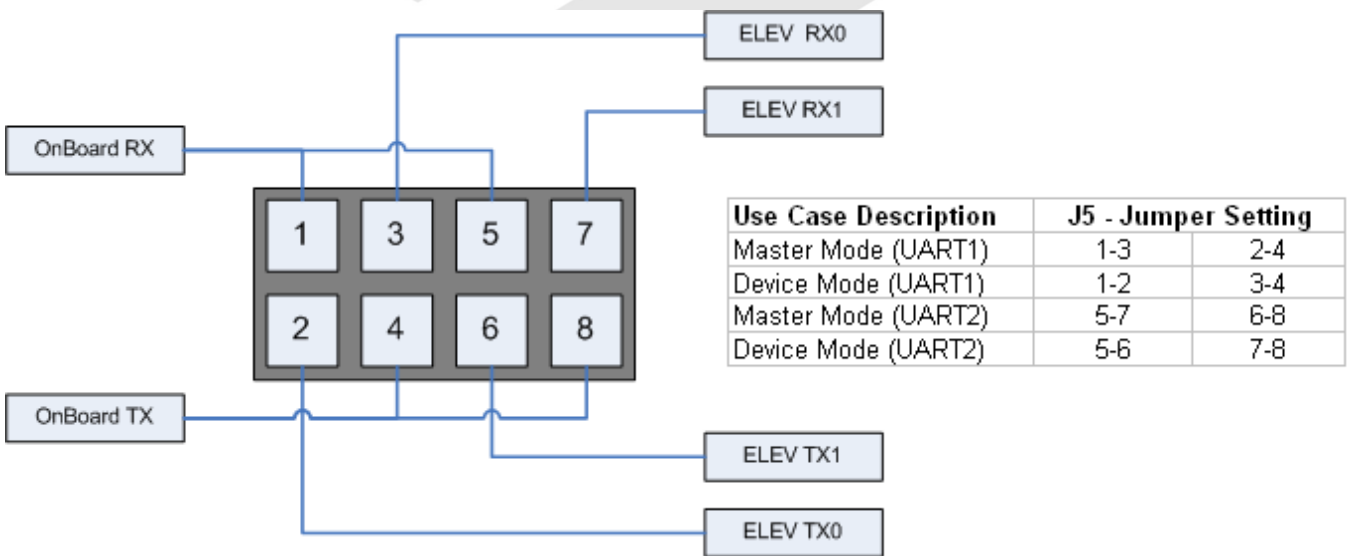 ELEV RX0
ELEV RX1
OnBoard RX
1 3 5 7
2 4 6 8
OnBoard TX
ELEV TX1
ELEV TX0
Use Case Description J5 - Jumper Setting
Master Mode (UART1) 1-3 2-4
Device Mode (UART1) 1-2 3-4
Master Mode (UART2) 5-7 6-8
Device Mode (UART2) 5-6 7-8